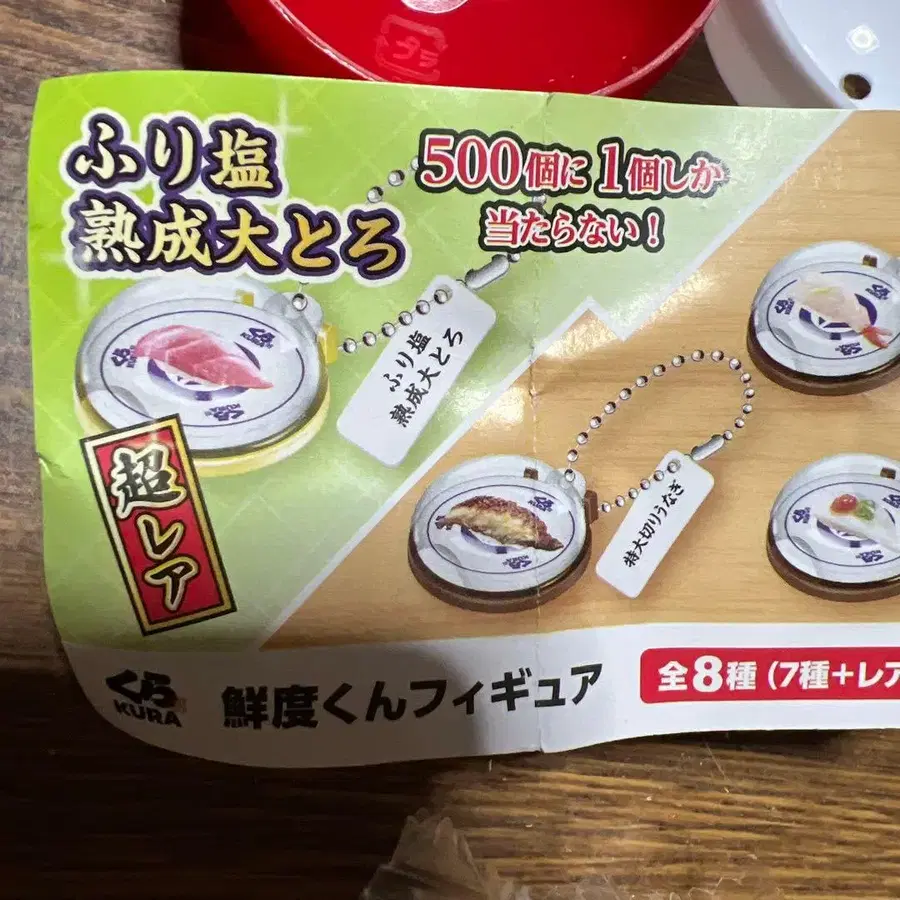 ふり塩
熟成大とろ
500個に1個しか
当たらない！
ふり塩
熟成大とろ
超レア
特大切りうなぎ
くら
KURA
鮮度くんフィギュア
全8種（7種＋レア